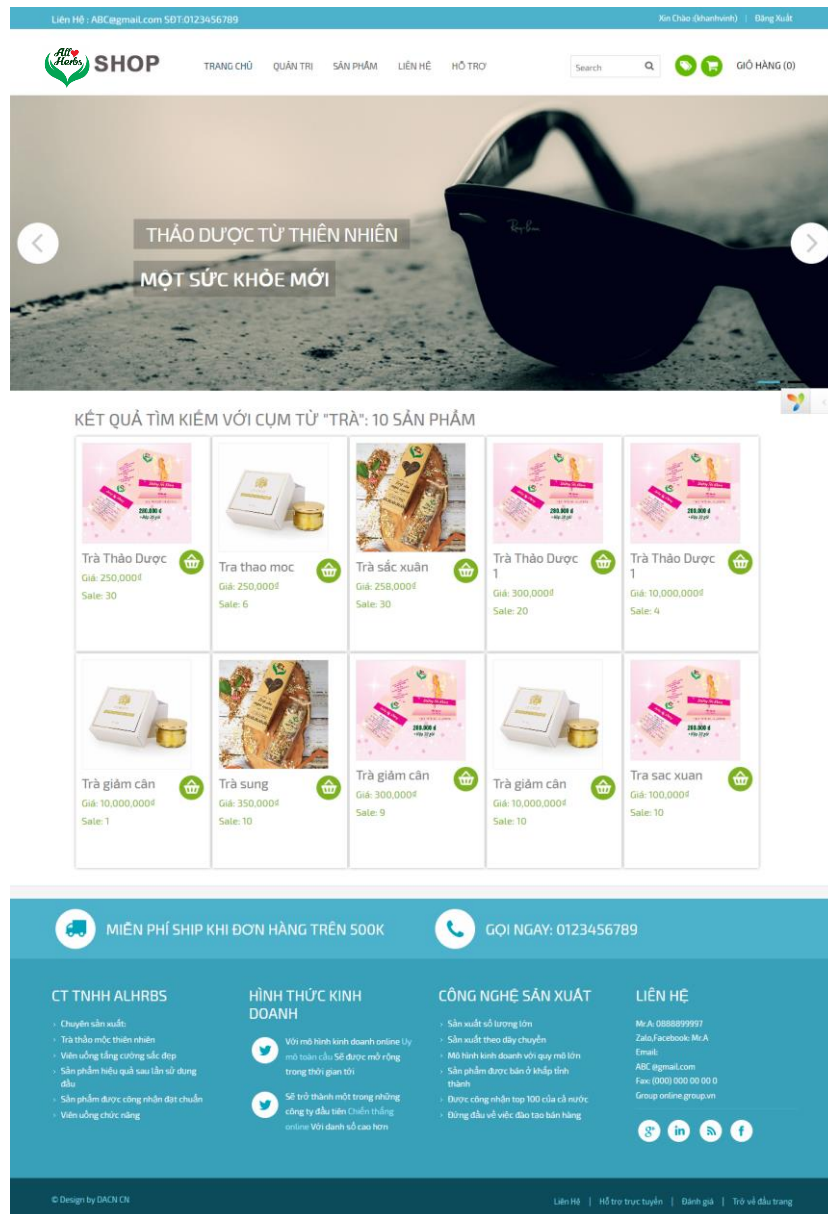 Liên Hệ : ABC@gmail.com SĐT:0123456789
Xin Chào :(khanhvinh) | Đăng Xuất
All Herbs SHOP
TRANG CHỦ QUẢN TRI SẢN PHẨM LIÊN HỆ HỖ TRỢ
Search
GIỎ HÀNG (0)
Ray-Ban
THẢO DƯỢC TỪ THIÊN NHIÊN
MỘT SỨC KHỎE MỚI
KẾT QUẢ TÌM KIẾM VỚI CỤM TỪ "TRÀ": 10 SẢN PHẨM
Trà Thảo Dược
Giá: 250,000đ
Sale: 30
Tra thao moc
Giá: 250,000đ
Sale: 6
Trà sắc xuân
Giá: 258,000đ
Sale: 30
Trà Thảo Dược
1
Giá: 300,000đ
Sale: 20
Trà Thảo Dược
1
Giá: 10,000,000đ
Sale: 4
Trà giảm cân
Giá: 10,000,000đ
Sale: 1
Trà sung
Giá: 350,000đ
Sale: 10
Trà giảm cân
Giá: 300,000đ
Sale: 9
Trà giảm cân
Giá: 10,000,000đ
Sale: 10
Tra sac xuan
Giá: 100,000đ
Sale: 10
MIỄN PHÍ SHIP KHI ĐƠN HÀNG TRÊN 500K
GỌI NGAY: 0123456789
CT TNHH ALHRBS
Chuyên sản xuất:
Trà thảo mộc thiên nhiên
Viên uống tăng cường sắc đẹp
Sản phẩm hiệu quả sau lần sử dụng
đầu
Sản phẩm được công nhận đạt chuẩn
Viên uống chức năng
HÌNH THỨC KINH
DOANH
Với mô hình kinh doanh online Uy
mô toàn cầu Sẽ được mở rộng
trong thời gian tới
Sẽ trở thành một trong những
công ty đầu tiên Chiến thắng
online Với danh số cao hơn
CÔNG NGHỆ SẢN XUẤT
Sản xuất số lượng lớn
Sản xuất theo dây chuyền
Mô hình kinh doanh với quy mô lớn
Sản phẩm được bán ở khắp tỉnh
thành
Được công nhận top 100 của cả nước
Đứng đầu về việc đào tạo bán hàng
LIÊN HỆ
Mr.A: 0888899997
Zalo,Facebook: Mr.A
Email:
ABC @gmail.com
Fax: (000) 000 00 00 0
Group online.group.vn
© Design by DACN CN
Liên Hệ | Hỗ trợ trực tuyến | Đánh giá | Trở về đầu trang